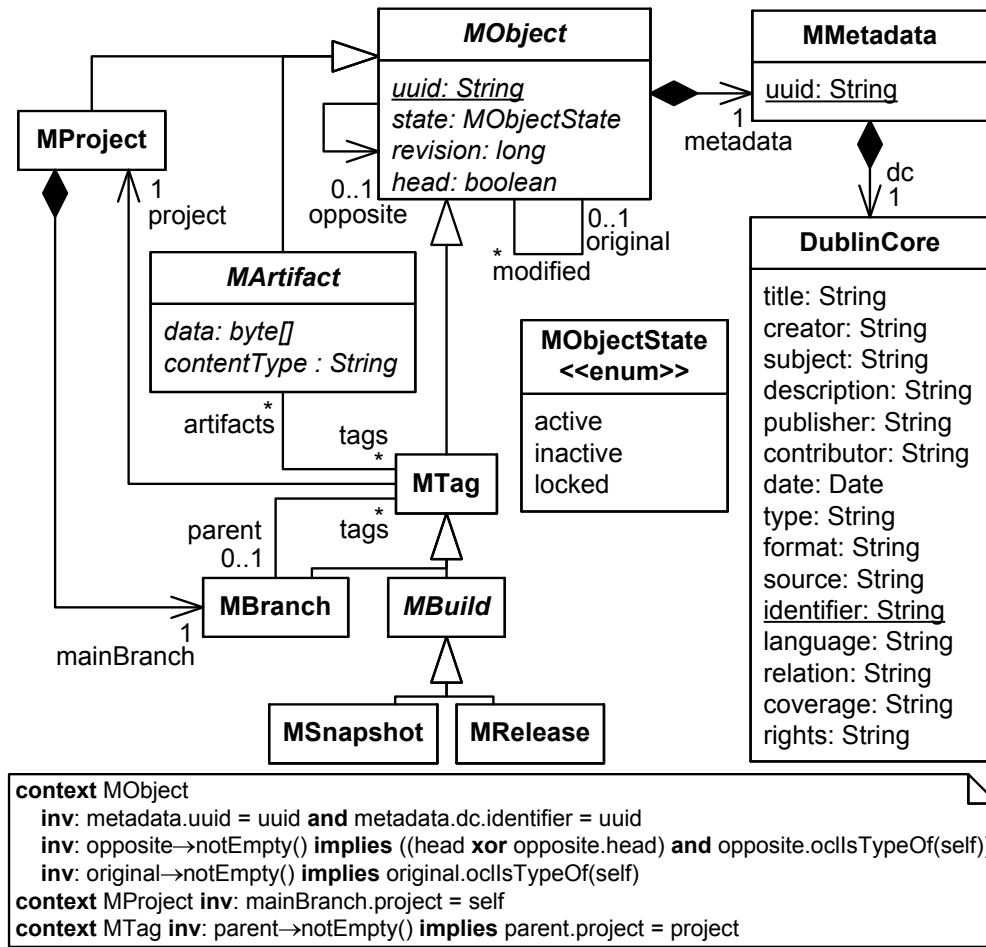 MObject
uuid: String
state: MObjectState
revision: long
head: boolean
MMetadata
uuid: String
1
metadata
dc
1
MProject
1
project
0..1
opposite
0..1
original
*
modified
DublinCore
title: String
creator: String
subject: String
description: String
publisher: String
contributor: String
date: Date
type: String
format: String
source: String
identifier: String
language: String
relation: String
coverage: String
rights: String
MArtifact
data: byte[]
contentType : String
*
artifacts
tags
*
MObjectState
<<enum>>
active
inactive
locked
MTag
*
tags
parent
0..1
MBranch
1
mainBranch
MBuild
MSnapshot
MRelease
context MObject
inv: metadata.uuid = uuid and metadata.dc.identifier = uuid
inv: opposite→notEmpty() implies ((head xor opposite.head) and opposite.oclIsTypeOf(self))
inv: original→notEmpty() implies original.oclIsTypeOf(self)
context MProject inv: mainBranch.project = self
context MTag inv: parent→notEmpty() implies parent.project = project